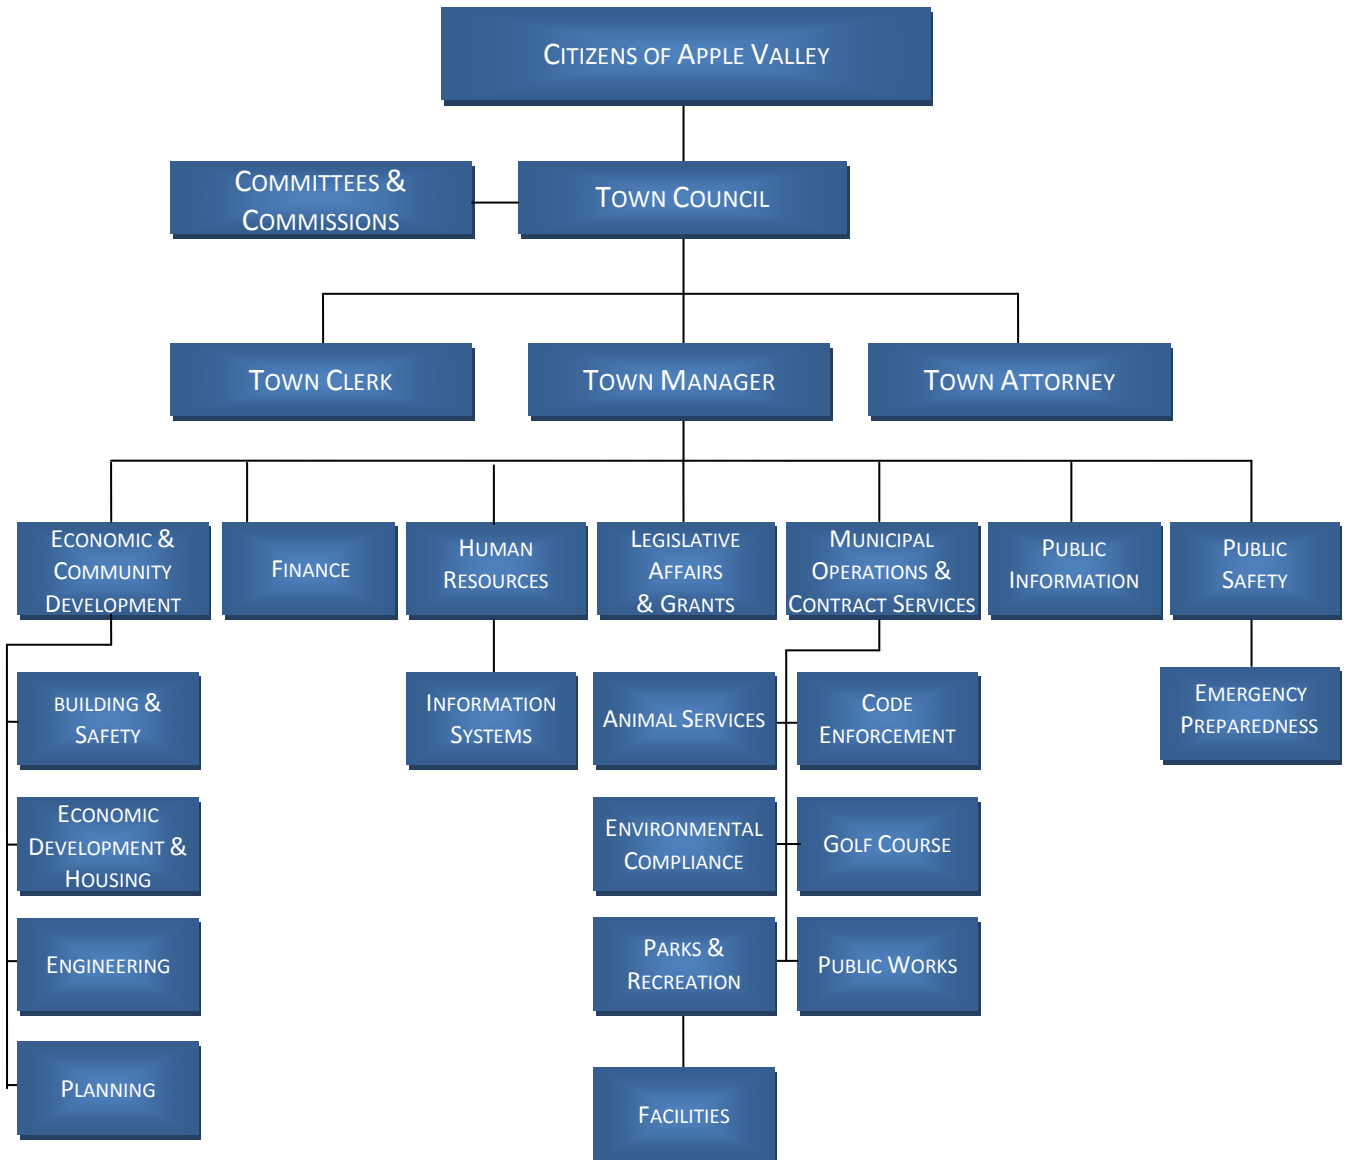 CITIZENS OF APPLE VALLEY
COMMITTEES &
COMMISSIONS
TOWN COUNCIL
TOWN CLERK
TOWN MANAGER
TOWN ATTORNEY
ECONOMIC &
COMMUNITY
DEVELOPMENT
FINANCE
HUMAN
RESOURCES
LEGISLATIVE
AFFAIRS
& GRANTS
MUNICIPAL
OPERATIONS &
CONTRACT SERVICES
PUBLIC
INFORMATION
PUBLIC
SAFETY
BUILDING &
SAFETY
INFORMATION
SYSTEMS
ANIMAL SERVICES
CODE
ENFORCEMENT
EMERGENCY
PREPAREDNESS
ECONOMIC
DEVELOPMENT &
HOUSING
ENVIRONMENTAL
COMPLIANCE
GOLF COURSE
ENGINEERING
PARKS &
RECREATION
PUBLIC WORKS
PLANNING
FACILITIES